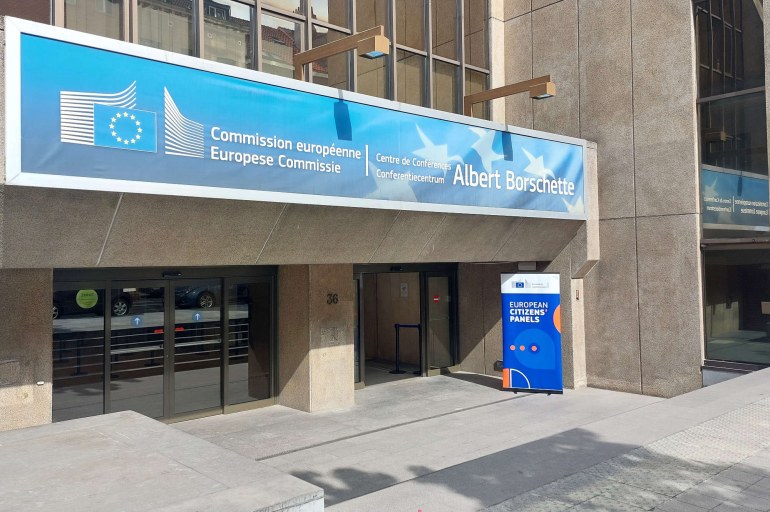 Commission européenne
Europese Commissie
Centre de Conférences
Conferentiecentrum
Albert Borschette
36
EUROPEAN
CITIZENS'
PANELS